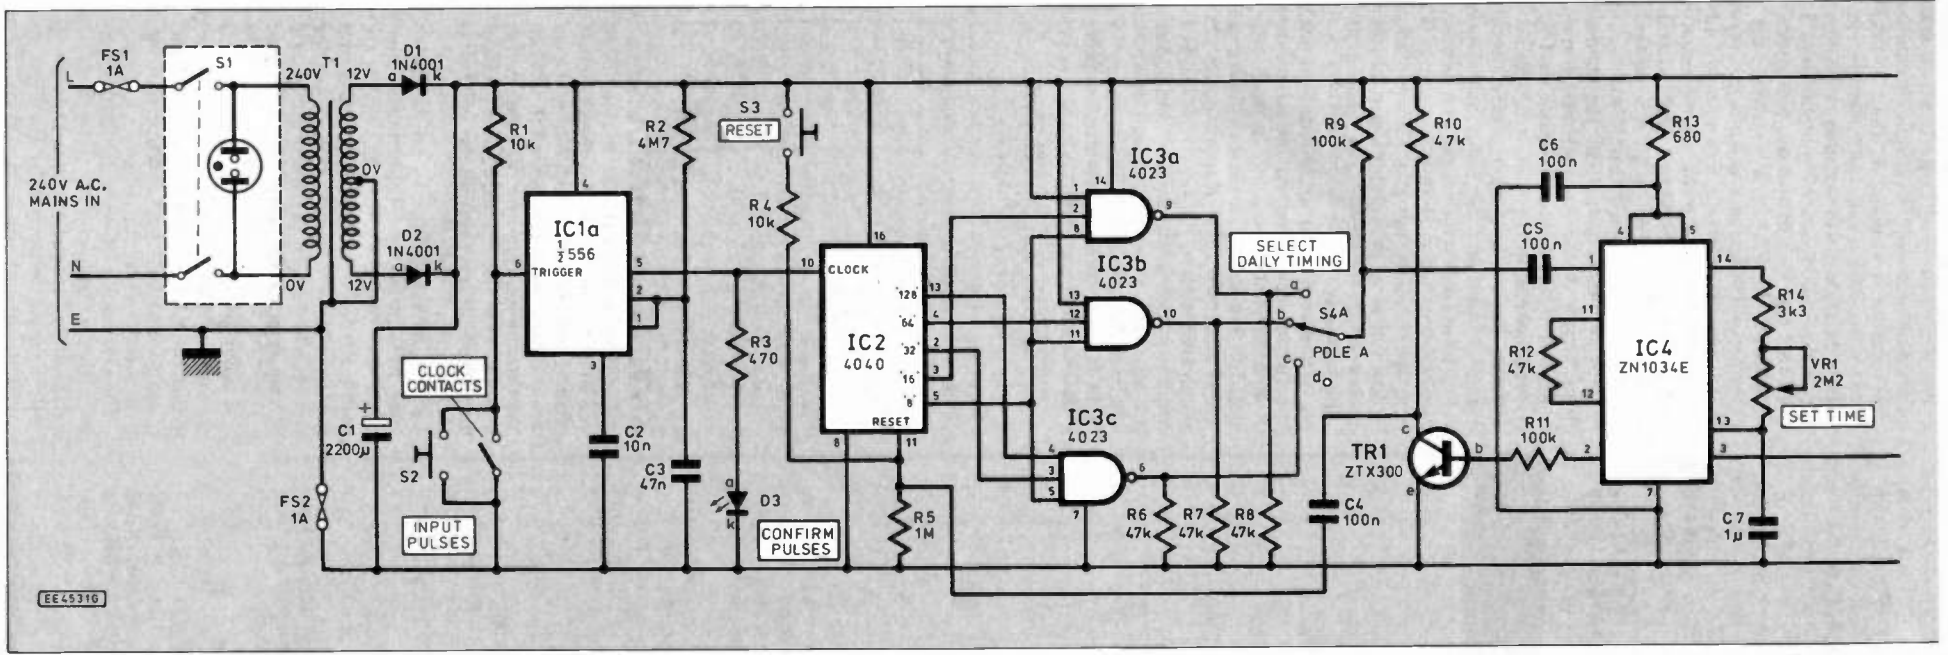 L
FS1
1A
S1
240V
T1
12V
D1
1N4001
a
k
240V A.C.
MAINS IN
0V
N
D2
1N4001
a
k
0V
12V
E
C1
2200µ
+
FS2
1A
CLOCK
CONTACTS
S2
INPUT
PULSES
R1
10k
4
IC1a
½ 556
6
TRIGGER
5
2
1
3
C2
10n
R2
4M7
C3
47n
R3
470
a
D3
k
CONFIRM
PULSES
S3
RESET
R4
10k
16
10
CLOCK
IC2
4040
128
13
64
4
32
2
16
3
8
5
RESET
8
11
R5
1M
IC3a
4023
14
1
2
8
9
IC3b
4023
13
12
11
10
IC3c
4023
4
3
5
6
7
R6
47k
R7
47k
R8
47k
SELECT
DAILY TIMING
a
b
c
d
S4A
POLE A
R9
100k
R10
47k
C4
100n
TR1
ZTX300
c
b
e
R11
100k
C6
100n
C5
100n
R13
680
4
5
1
14
11
R12
47k
12
2
IC4
ZN1034E
13
3
7
R14
3k3
VR1
2M2
SET TIME
C7
1µ
EE4531G